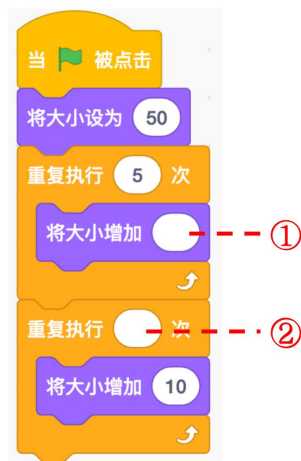 当 被点击
将大小设为 50
重复执行 5 次
将大小增加
①
重复执行 次
②
将大小增加 10